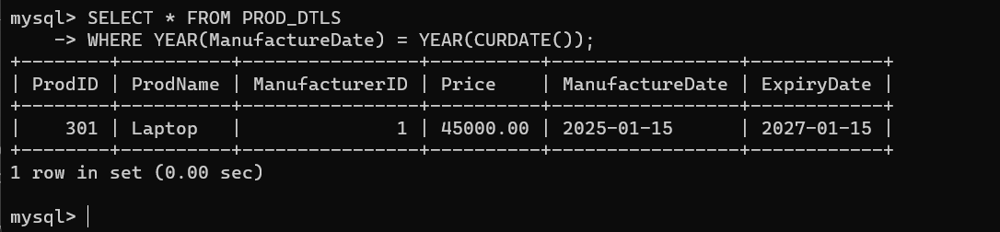 mysql> SELECT * FROM PROD_DTLS
    -> WHERE YEAR(ManufactureDate) = YEAR(CURDATE());
+--------+----------+----------------+----------+-----------------+------------+
| ProdID | ProdName | ManufacturerID | Price    | ManufactureDate | ExpiryDate |
+--------+----------+----------------+----------+-----------------+------------+
|    301 | Laptop   |              1 | 45000.00 | 2025-01-15      | 2027-01-15 |
+--------+----------+----------------+----------+-----------------+------------+
1 row in set (0.00 sec)

mysql>